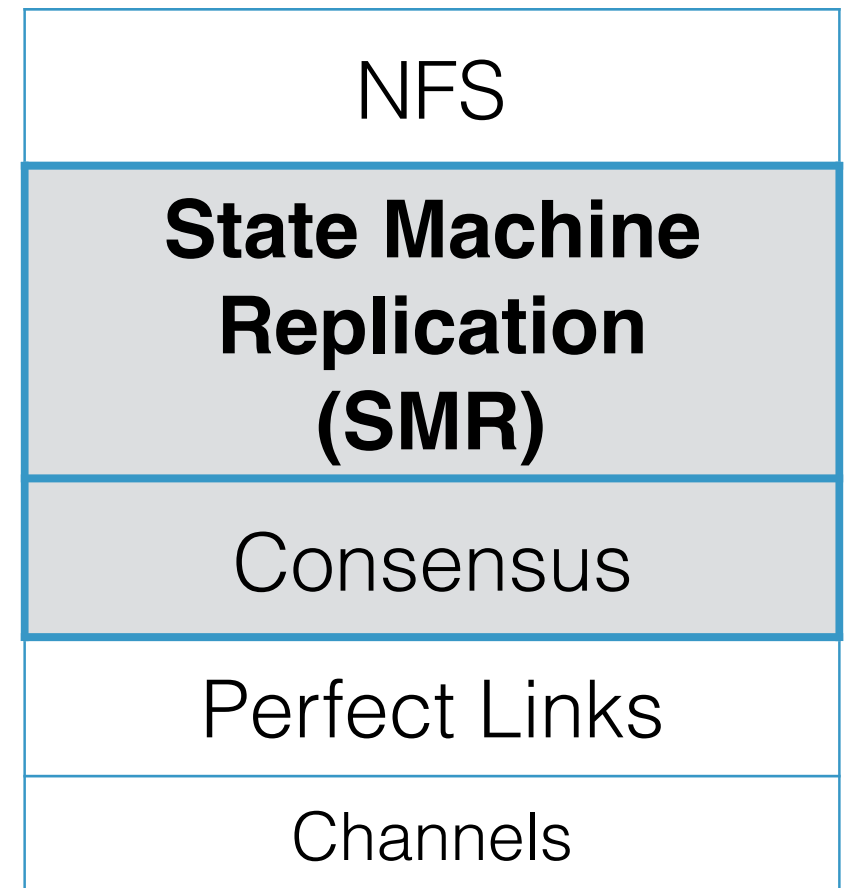 NFS
State Machine
Replication
(SMR)
Consensus
Perfect Links
Channels